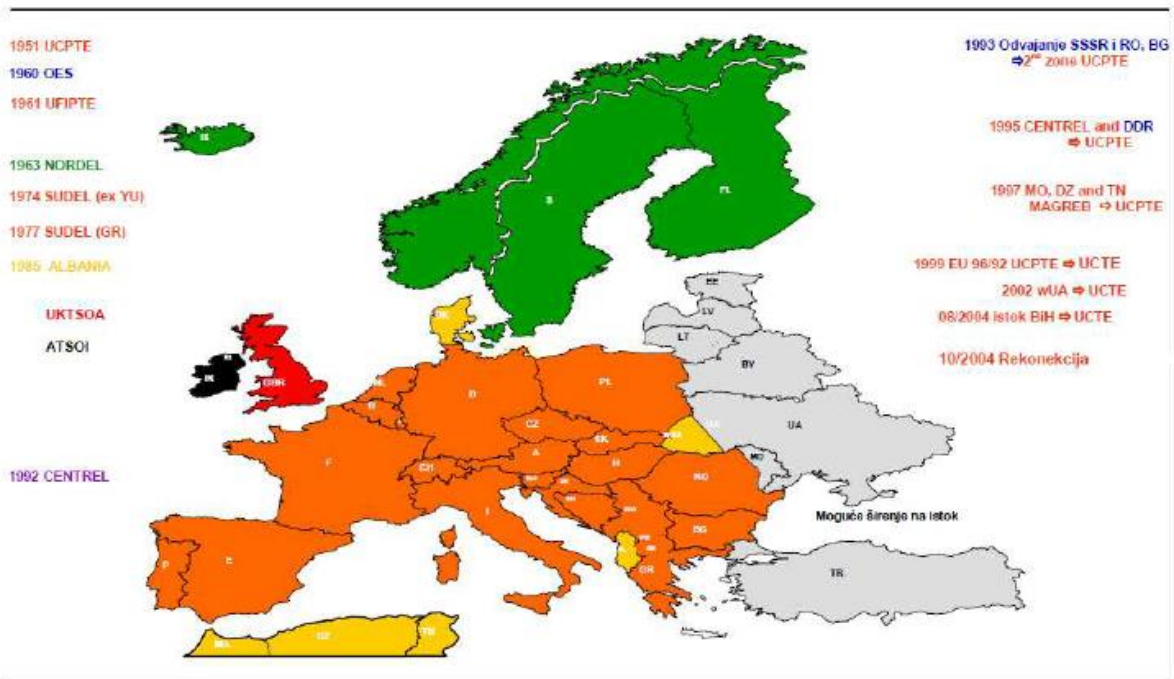 1951 UCPTE
1960 OES
1961 UFIPTE
1963 NORDEL
1974 SUDEL (ex YU)
1977 SUDEL (GR)
1985 ALBANIA
UKTSOA
ATSOI
1992 CENTREL
1993 Odvajanje SSSR i RO, BG
⇒2nd zone UCPTE
1995 CENTREL and DDR
⇒ UCPTE
1997 MO, DZ and TN
MAGREB ⇒ UCPTE
1999 EU 96/92 UCPTE ⇒ UCTE
2002 wUA ⇒ UCTE
08/2004 istok BiH ⇒ UCTE
10/2004 Rekonekcija
IS
S
FI
EE
LV
LT
BY
DK
GBR
NL
B
D
PL
CZ
SK
UA
F
CH
A
H
MD
RO
I
BG
Moguće širenje na istok
P
E
GR
TR
DZ
TN